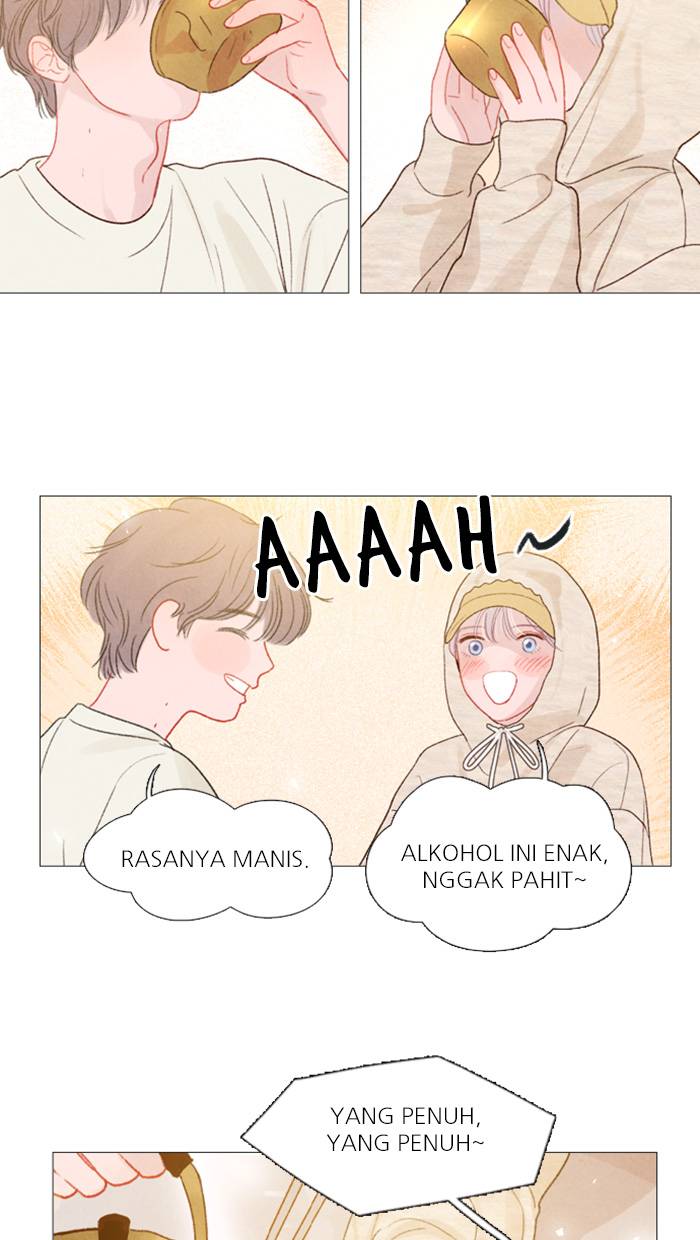 AAAAH~
RASANYA MANIS.
ALKOHOL INI ENAK,
NGGAK PAHIT~
YANG PENUH,
YANG PENUH~